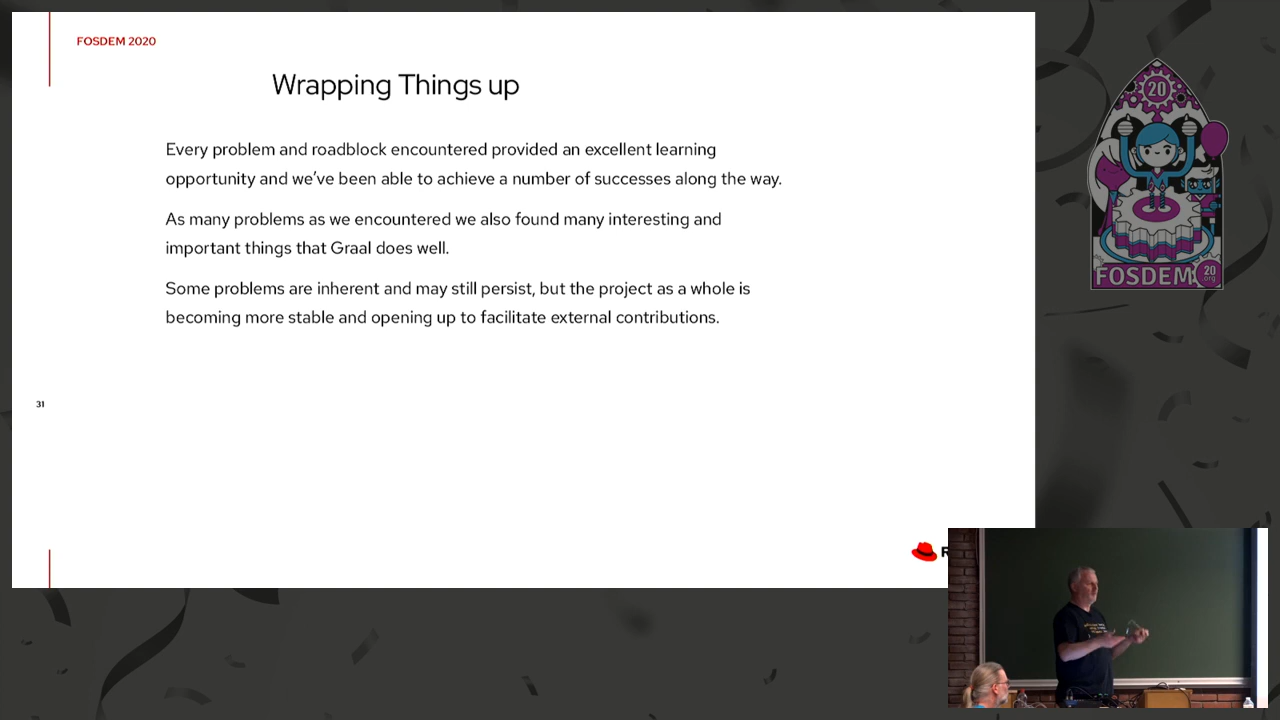 FOSDEM 2020
Wrapping Things up
Every problem and roadblock encountered provided an excellent learning
opportunity and we've been able to achieve a number of successes along the way.
As many problems as we encountered we also found many interesting and
important things that Graal does well.
Some problems are inherent and may still persist, but the project as a whole is
becoming more stable and opening up to facilitate external contributions.
31
20
FOSDEM
20
org